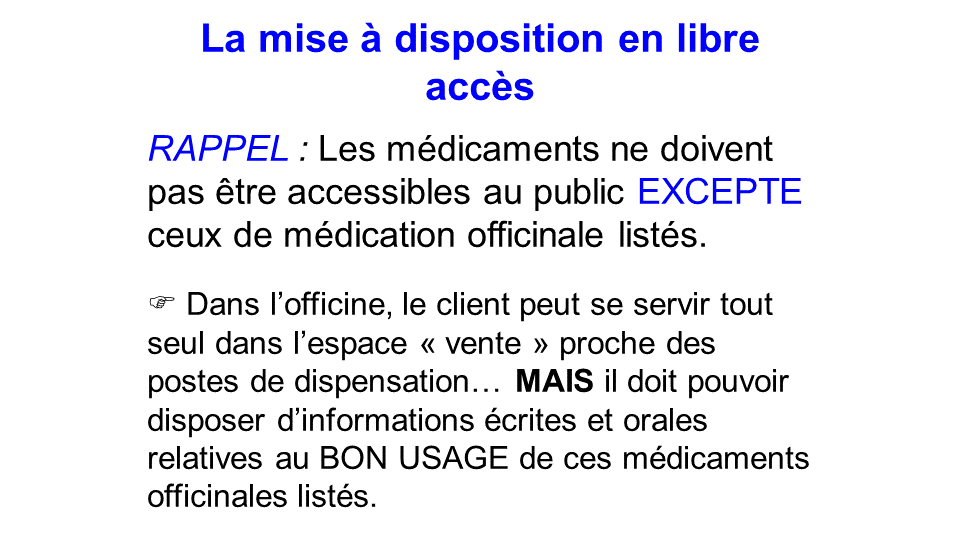 La mise à disposition en libre
accès
RAPPEL : Les médicaments ne doivent
pas être accessibles au public EXCEPTE
ceux de médication officinale listés.
☞ Dans l’officine, le client peut se servir tout
seul dans l’espace « vente » proche des
postes de dispensation… MAIS il doit pouvoir
disposer d’informations écrites et orales
relatives au BON USAGE de ces médicaments
officinales listés.